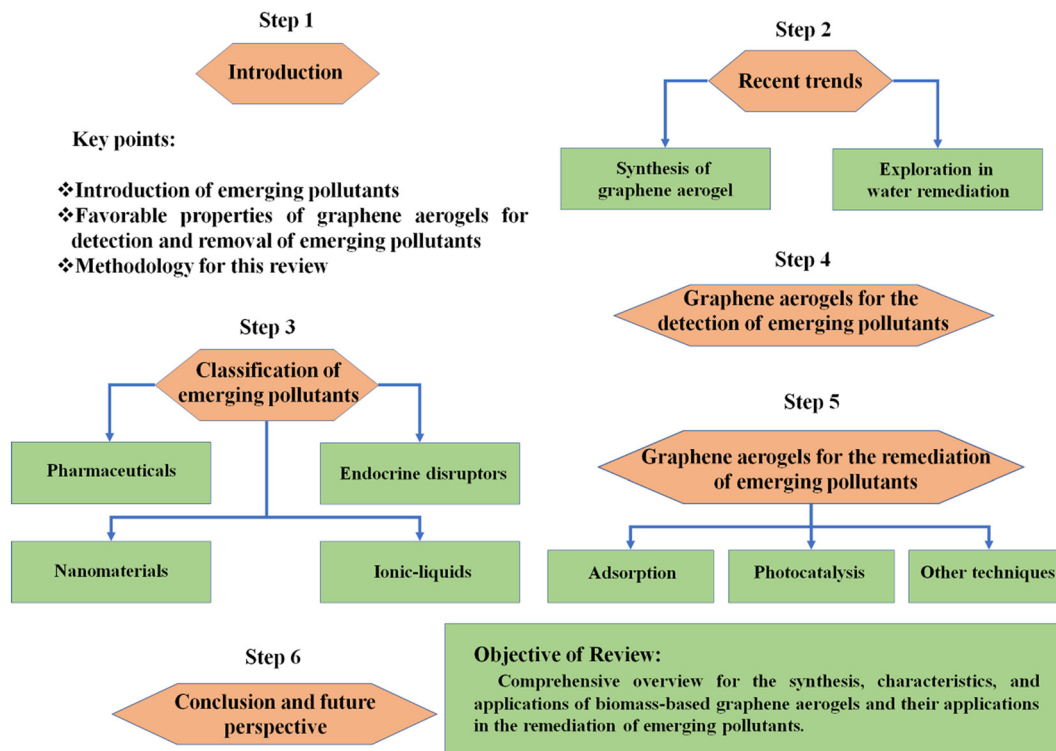 Step 1
Introduction
Key points:
❖Introduction of emerging pollutants
❖Favorable properties of graphene aerogels for
detection and removal of emerging pollutants
❖Methodology for this review
Step 2
Recent trends
Synthesis of
graphene aerogel
Exploration in
water remediation
Step 3
Classification of
emerging pollutants
Pharmaceuticals
Endocrine disruptors
Nanomaterials
Ionic-liquids
Step 4
Graphene aerogels for the
detection of emerging pollutants
Step 5
Graphene aerogels for the remediation
of emerging pollutants
Adsorption
Photocatalysis
Other techniques
Step 6
Conclusion and future
perspective
Objective of Review:
Comprehensive overview for the synthesis, characteristics, and
applications of biomass-based graphene aerogels and their applications
in the remediation of emerging pollutants.